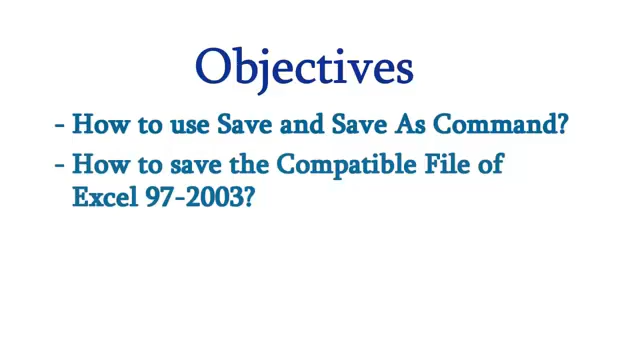 Objectives
- How to use Save and Save As Command?
- How to save the Compatible File of
Excel 97-2003?